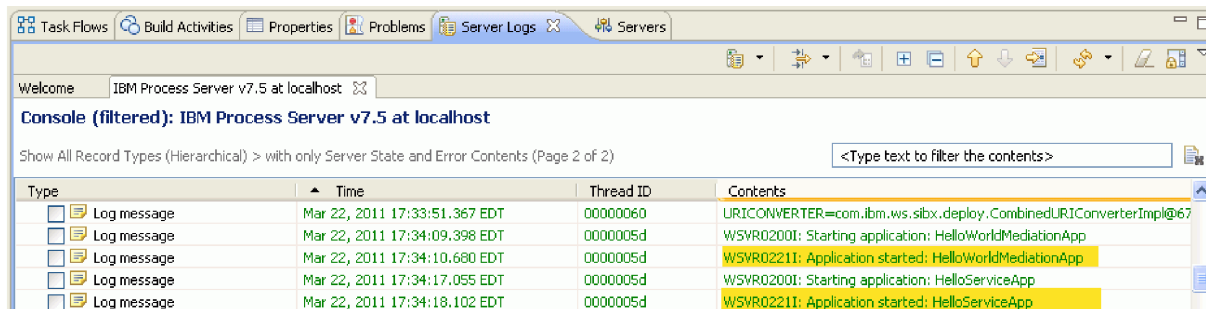 Task Flows Build Activities Properties Problems Server Logs Servers
Welcome IBM Process Server v7.5 at localhost
Console (filtered): IBM Process Server v7.5 at localhost
Show All Record Types (Hierarchical) > with only Server State and Error Contents (Page 2 of 2) <Type text to filter the contents>
Type Time Thread ID Contents
Log message Mar 22, 2011 17:33:51.367 EDT 00000060 URICONVERTER=com.ibm.ws.sibx.deploy.CombinedURIConverterImpl@67
Log message Mar 22, 2011 17:34:09.398 EDT 0000005d WSVR0200I: Starting application: HelloWorldMediationApp
Log message Mar 22, 2011 17:34:10.680 EDT 0000005d WSVR0221I: Application started: HelloWorldMediationApp
Log message Mar 22, 2011 17:34:17.055 EDT 0000005d WSVR0200I: Starting application: HelloServiceApp
Log message Mar 22, 2011 17:34:18.102 EDT 0000005d WSVR0221I: Application started: HelloServiceApp